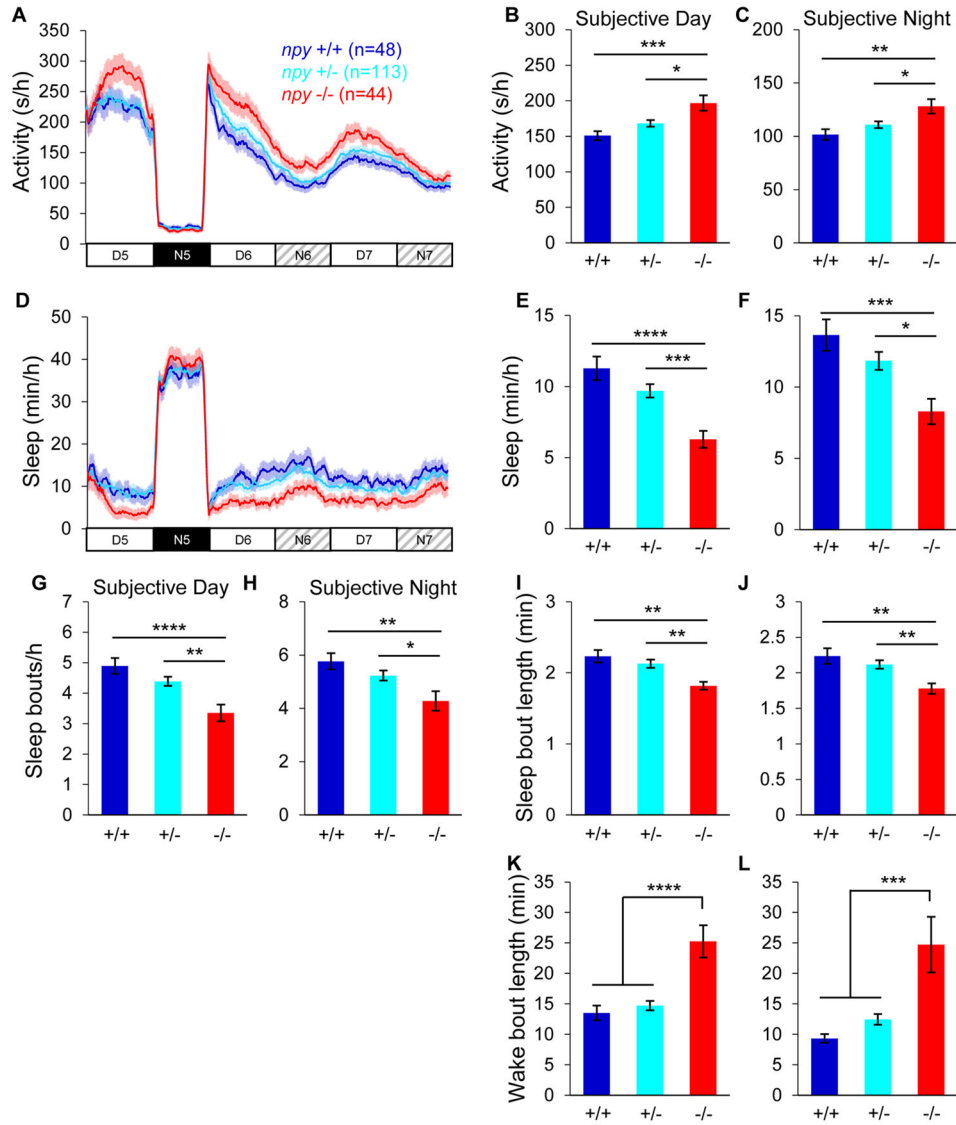 A
Activity (s/h)
350
300
250
200
150
100
50
0
npy +/+ (n=48)
npy +/- (n=113)
npy -/- (n=44)
D5 N5 D6 N6 D7 N7
B Subjective Day
Activity (s/h)
250
200
150
100
50
0
***
*
+/+ +/- -/-
C Subjective Night
200
150
100
50
0
**
*
+/+ +/- -/-
D
Sleep (min/h)
50
40
30
20
10
0
D5 N5 D6 N6 D7 N7
E
Sleep (min/h)
15
10
5
0
****
***
+/+ +/- -/-
F
15
10
5
0
***
*
+/+ +/- -/-
G Subjective Day
Sleep bouts/h
7
6
5
4
3
2
1
0
****
**
+/+ +/- -/-
H Subjective Night
8
6
4
2
0
**
*
+/+ +/- -/-
I
Sleep bout length (min)
3
2
1
0
**
**
+/+ +/- -/-
J
3
2.5
2
1.5
1
0.5
0
**
**
+/+ +/- -/-
K
Wake bout length (min)
35
30
25
20
15
10
5
0
****
+/+ +/- -/-
L
35
30
25
20
15
10
5
0
***
+/+ +/- -/-